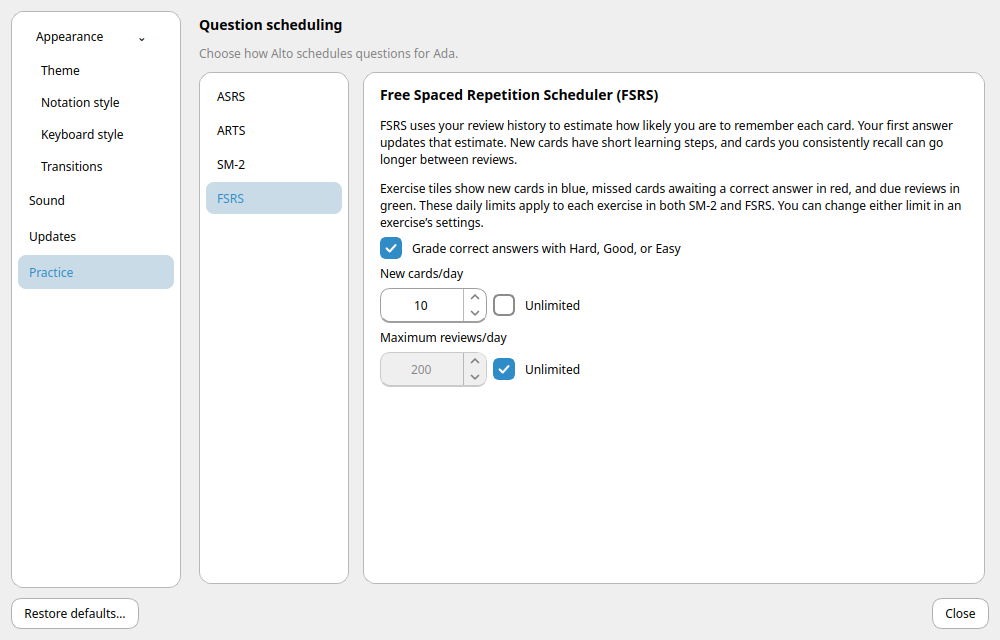 Appearance
Theme
Notation style
Keyboard style
Transitions
Sound
Updates
Practice
Restore defaults...
Question scheduling
Choose how Alto schedules questions for Ada.
ASRS
ARTS
SM-2
FSRS
Free Spaced Repetition Scheduler (FSRS)
FSRS uses your review history to estimate how likely you are to remember each card. Your first answer
updates that estimate. New cards have short learning steps, and cards you consistently recall can go
longer between reviews.
Exercise tiles show new cards in blue, missed cards awaiting a correct answer in red, and due reviews in
green. These daily limits apply to each exercise in both SM-2 and FSRS. You can change either limit in an
exercise’s settings.
Grade correct answers with Hard, Good, or Easy
New cards/day
10 Unlimited
Maximum reviews/day
200 Unlimited
Close